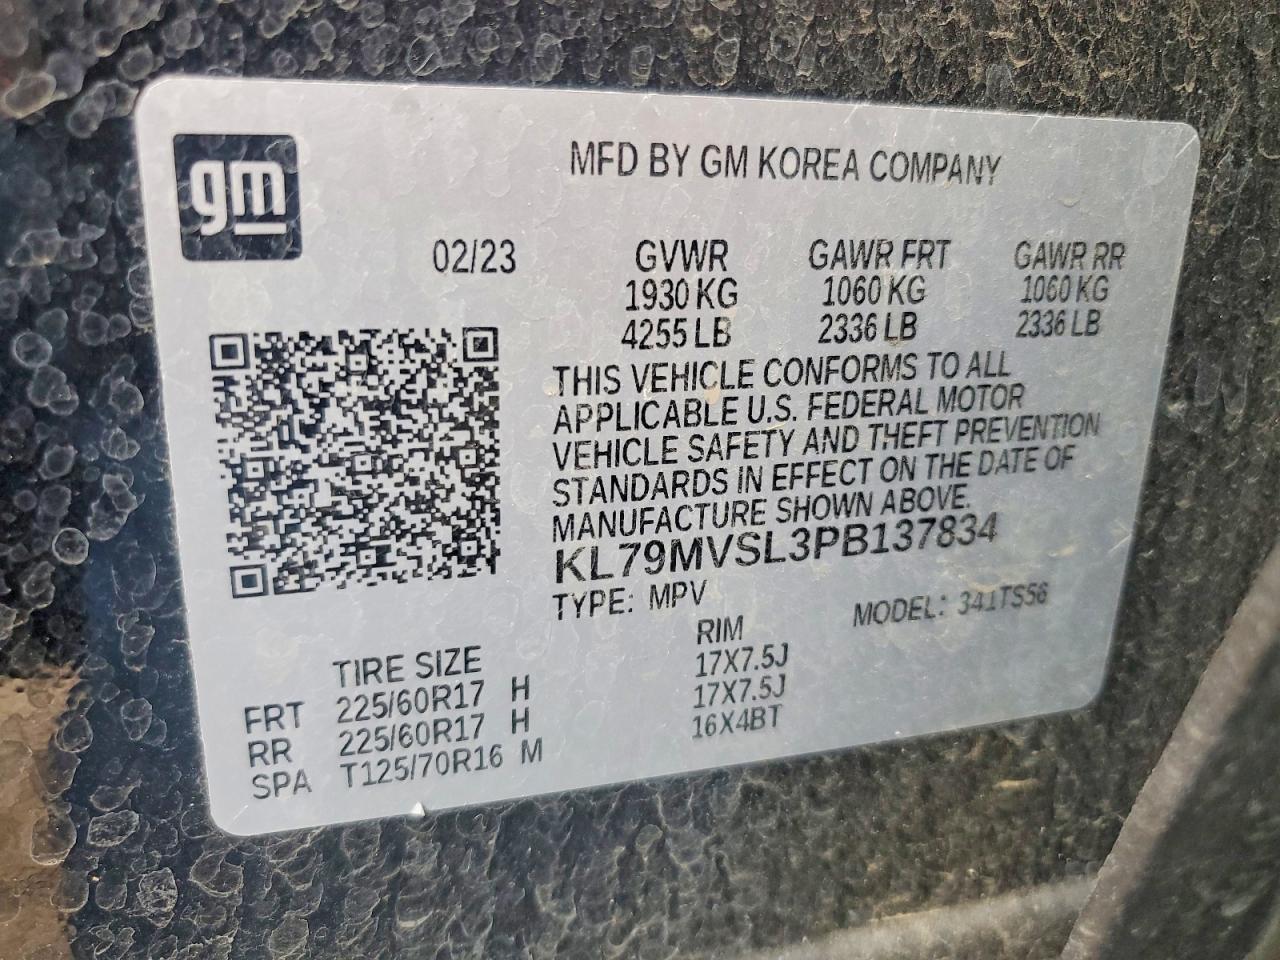 gm
MFD BY GM KOREA COMPANY
02/23 GVWR GAWR FRT GAWR RR
1930 KG 1060 KG 1060 KG
4255 LB 2336 LB 2336 LB
THIS VEHICLE CONFORMS TO ALL
APPLICABLE U.S. FEDERAL MOTOR
VEHICLE SAFETY AND THEFT PREVENTION
STANDARDS IN EFFECT ON THE DATE OF
MANUFACTURE SHOWN ABOVE.
KL79MVSL3PB137834
TYPE: MPV MODEL: 341TS56
TIRE SIZE RIM
FRT 225/60R17 H 17X7.5J
RR 225/60R17 H 17X7.5J
SPA T125/70R16 M 16X4BT